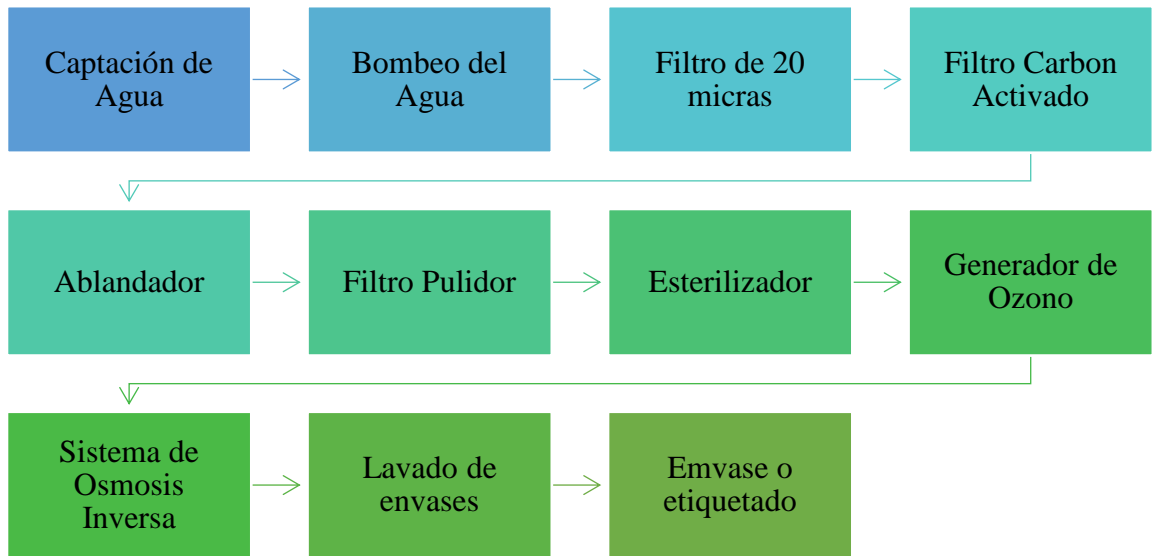 Captación de
Agua
Bombeo del
Agua
Filtro de 20
micras
Filtro Carbon
Activado
Ablandador
Filtro Pulidor
Esterilizador
Generador de
Ozono
Sistema de
Osmosis
Inversa
Lavado de
envases
Emvase o
etiquetado